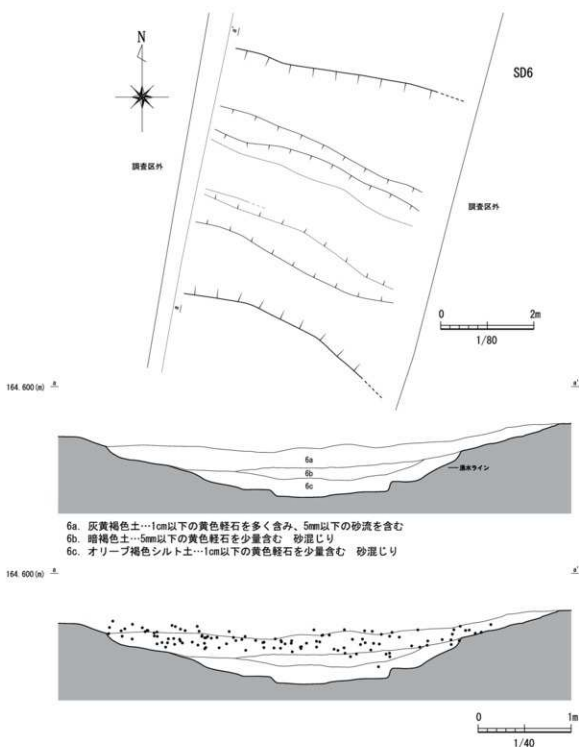 N
SD6
調査区外
調査区外
0 2m
1/80
164.600(m)
a a'
6a
6b
6c
湧水ライン
6a. 灰黄褐色土…1cm以下の黄色軽石を多く含み、5mm以下の砂流を含む
6b. 暗褐色土…5mm以下の黄色軽石を少量含む 砂混じり
6c. オリーブ褐色シルト土…1cm以下の黄色軽石を少量含む 砂混じり
164.600(m)
a a'
0 1m
1/40